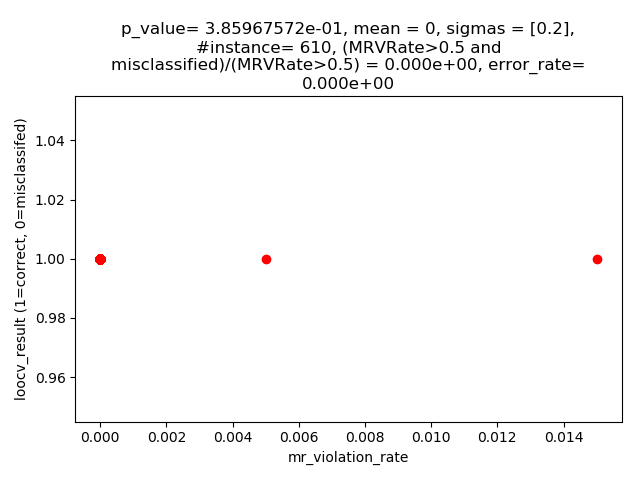 p_value= 3.85967572e-01, mean = 0, sigmas = [0.2],
#instance= 610, (MRVRate>0.5 and
misclassified)/(MRVRate>0.5) = 0.000e+00, error_rate=
0.000e+00
loocv_result (1=correct, 0=misclassifed)
1.04
1.02
1.00
0.98
0.96
0.000 0.002 0.004 0.006 0.008 0.010 0.012 0.014
mr_violation_rate